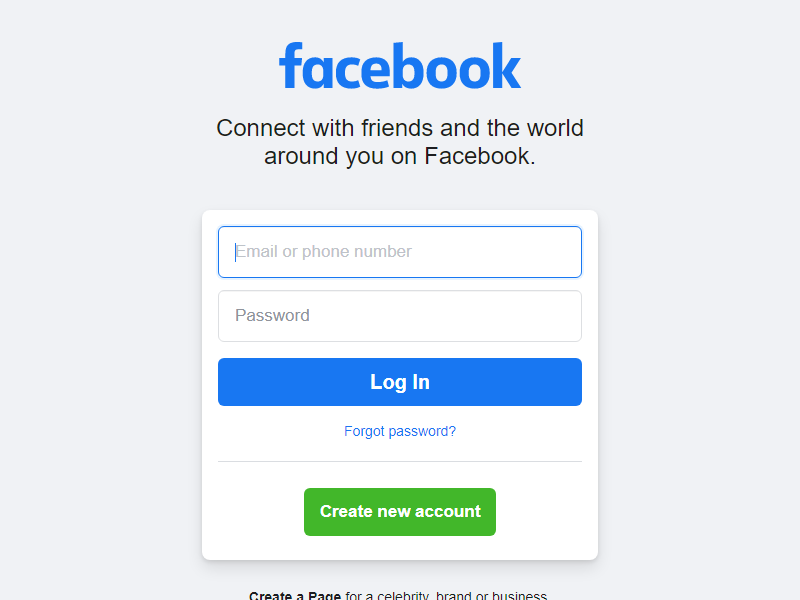 facebook
Connect with friends and the world
around you on Facebook.
Email or phone number
Password
Log In
Forgot password?
Create new account
Create a Page for a celebrity, brand or business.